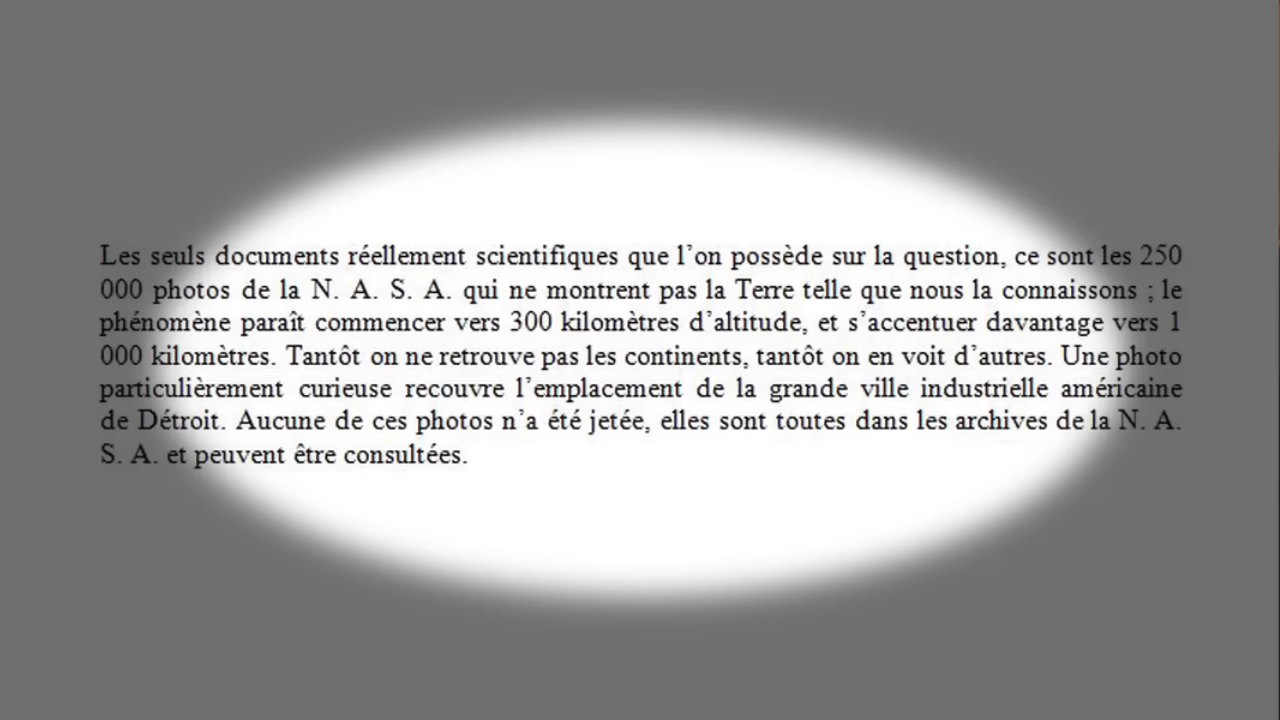 Les seuls documents réellement scientifiques que l’on possède sur la question, ce sont les 250
000 photos de la N. A. S. A. qui ne montrent pas la Terre telle que nous la connaissons ; le
phénomène paraît commencer vers 300 kilomètres d’altitude, et s’accentuer davantage vers 1
000 kilomètres. Tantôt on ne retrouve pas les continents, tantôt on en voit d’autres. Une photo
particulièrement curieuse recouvre l’emplacement de la grande ville industrielle américaine
de Détroit. Aucune de ces photos n’a été jetée, elles sont toutes dans les archives de la N. A.
S. A. et peuvent être consultées.